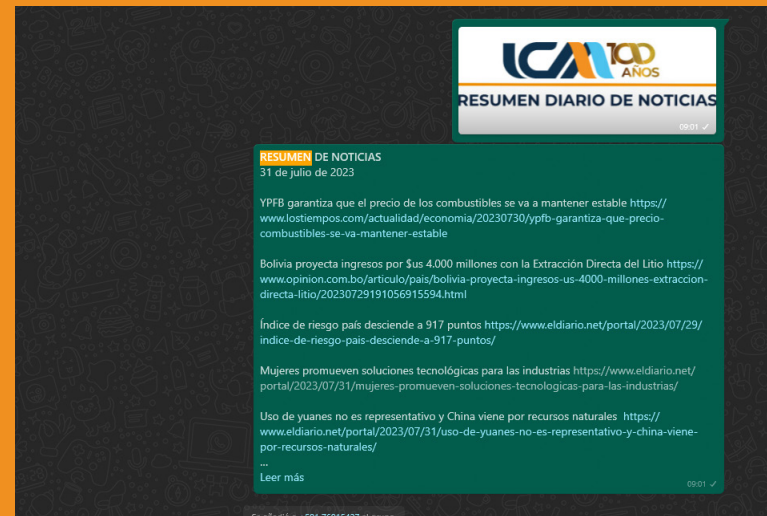 ICAM 100
AÑOS
RESUMEN DIARIO DE NOTICIAS
09:01
RESUMEN DE NOTICIAS
31 de julio de 2023
YPFB garantiza que el precio de los combustibles se va a mantener estable https://
www.lostiempos.com/actualidad/economia/20230730/ypfb-garantiza-que-precio-
combustibles-se-va-mantener-estable
Bolivia proyecta ingresos por $us 4.000 millones con la Extracción Directa del Litio https://
www.opinion.com.bo/articulo/pais/bolivia-proyecta-ingresos-us-4000-millones-extraccion-
directa-litio/20230729191056915594.html
Índice de riesgo país desciende a 917 puntos https://www.eldiario.net/portal/2023/07/29/
indice-de-riesgo-pais-desciende-a-917-puntos/
Mujeres promueven soluciones tecnológicas para las industrias https://www.eldiario.net/
portal/2023/07/31/mujeres-promueven-soluciones-tecnologicas-para-las-industrias/
Uso de yuanes no es representativo y China viene por recursos naturales https://
www.eldiario.net/portal/2023/07/31/uso-de-yuanes-no-es-representativo-y-china-viene-
por-recursos-naturales/
...
Leer más
09:01